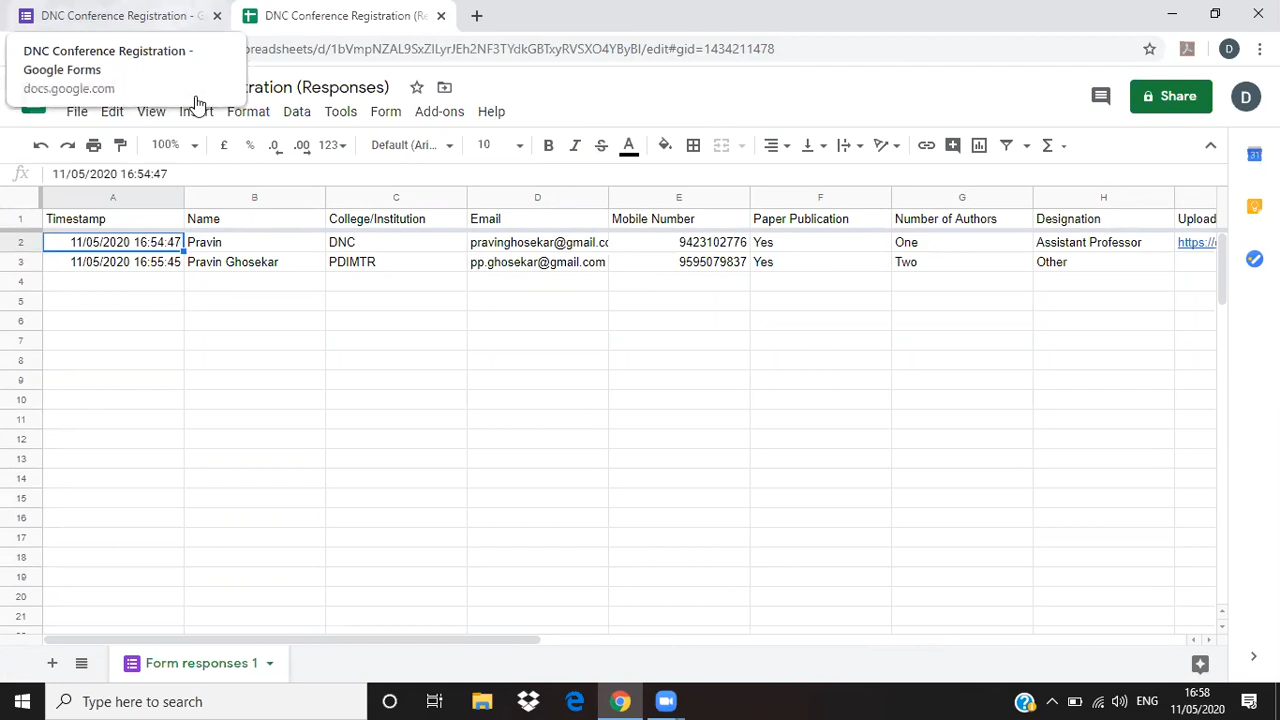 DNC Conference Registration - G
DNC Conference Registration (Re
DNC Conference Registration -
Google Forms
docs.google.com
preadsheets/d/1bVmpNZAL9SxZlLyrJEh2NF3TYdkGBTxyRVSXO4YByBI/edit#gid=1434211478
D
tration (Responses)
Share
D
File Edit View Insert Format Data Tools Form Add-ons Help
100% £ % .0 .00 123 Default (Ari... 10 B I S A Σ
fx 11/05/2020 16:54:47
A B C D E F G H
1 Timestamp Name College/Institution Email Mobile Number Paper Publication Number of Authors Designation Upload
2 11/05/2020 16:54:47 Pravin DNC pravinghosekar@gmail.co 9423102776 Yes One Assistant Professor https://
3 11/05/2020 16:55:45 Pravin Ghosekar PDIMTR pp.ghosekar@gmail.com 9595079837 Yes Two Other
4
5
6
7
8
9
10
11
12
13
14
15
16
17
18
19
20
21
31
Form responses 1
Type here to search
ENG
16:58
11/05/2020